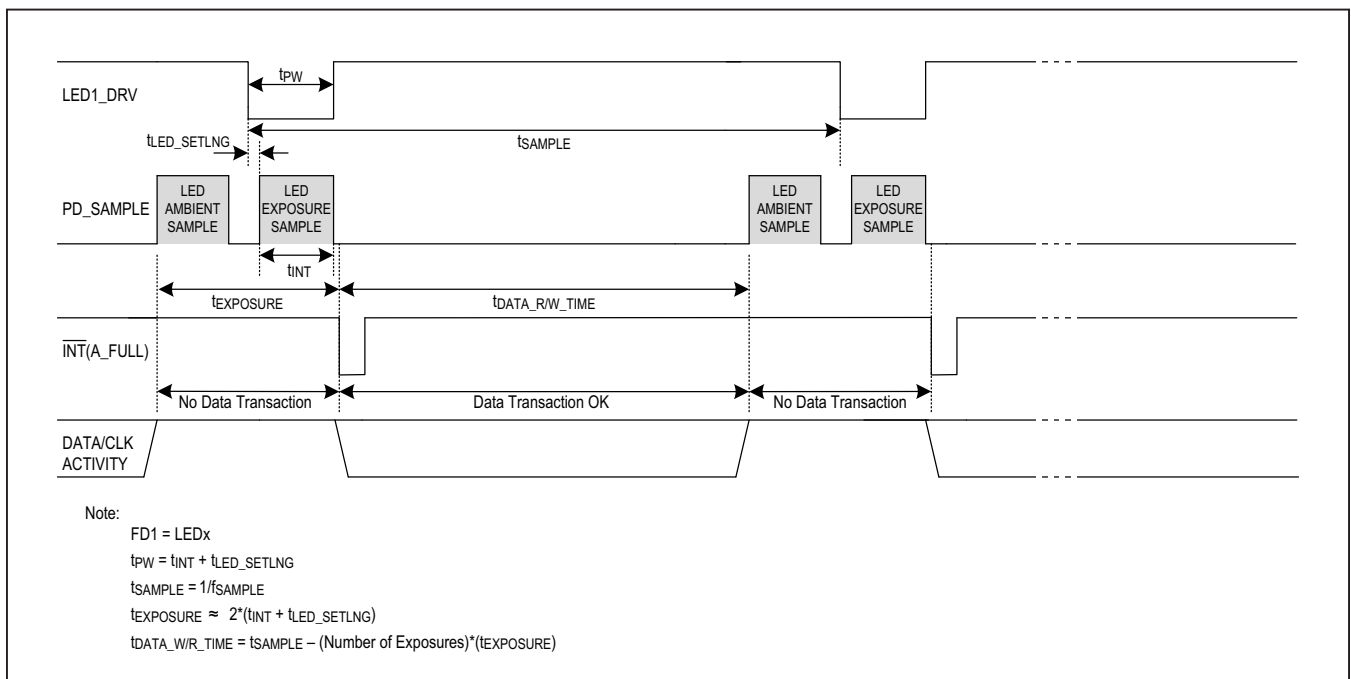 tPW
LED1_DRV
tLED_SETLNG
tSAMPLE
LED AMBIENT SAMPLE
LED EXPOSURE SAMPLE
LED AMBIENT SAMPLE
LED EXPOSURE SAMPLE
PD_SAMPLE
tINT
tEXPOSURE
tDATA_R/W_TIME
INT(A_FULL)
No Data Transaction
Data Transaction OK
No Data Transaction
DATA/CLK
ACTIVITY
Note:
FD1 = LEDx
tPW = tINT + tLED_SETLNG
tSAMPLE = 1/fSAMPLE
tEXPOSURE ≈ 2*(tINT + tLED_SETLNG)
tDATA_W/R_TIME = tSAMPLE – (Number of Exposures)*(tEXPOSURE)